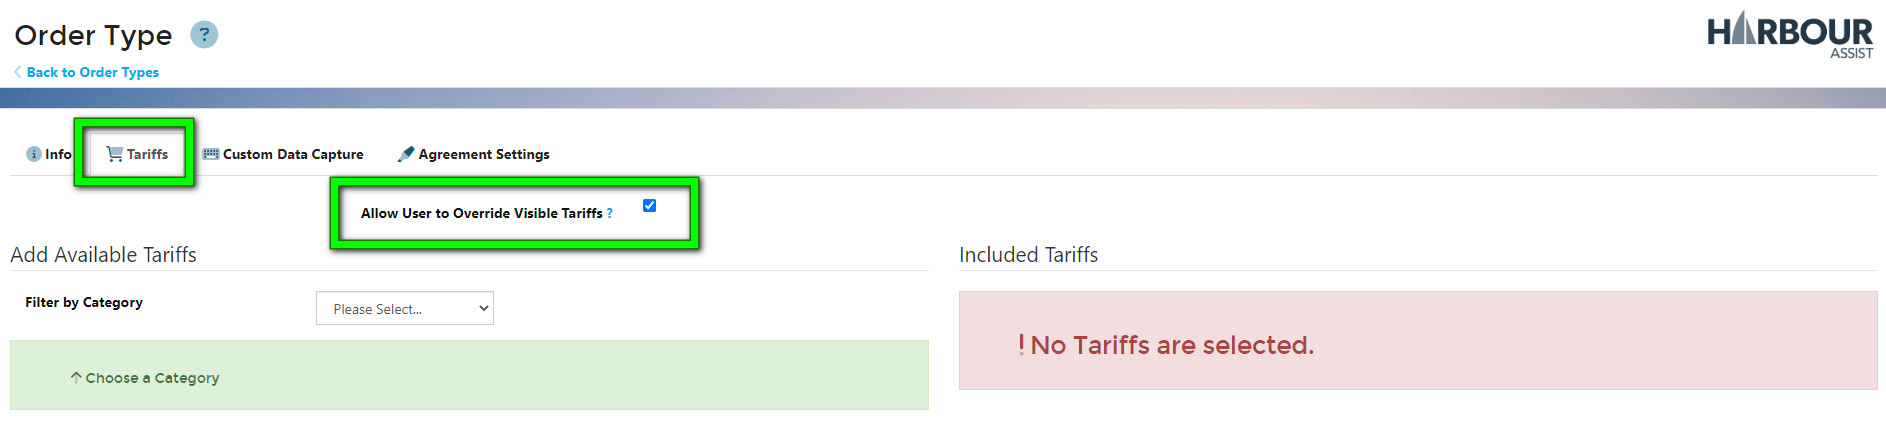 Order Type ?
HARBOUR
ASSIST
Back to Order Types
Info Tariffs Custom Data Capture Agreement Settings
Allow User to Override Visible Tariffs ?
Add Available Tariffs
Included Tariffs
Filter by Category
Please Select...
! No Tariffs are selected.
Choose a Category